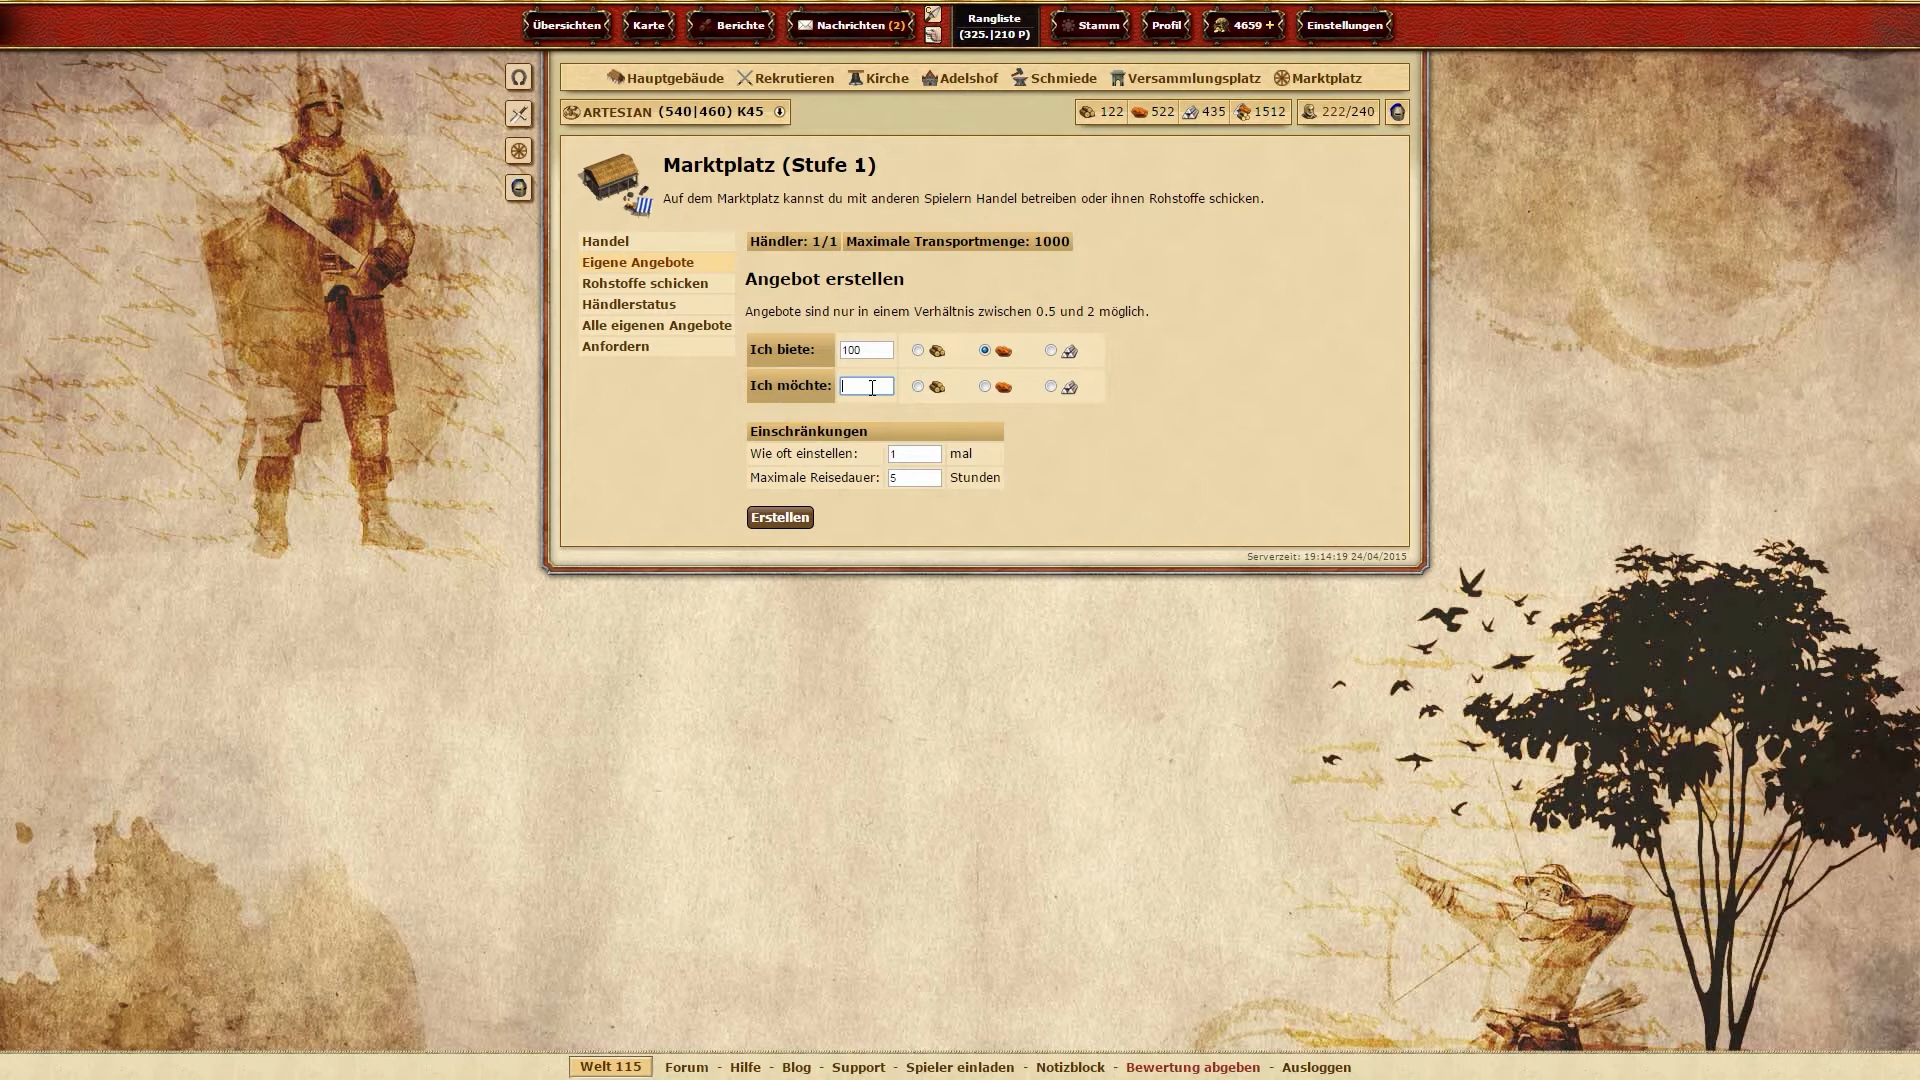 Übersichten Karte Berichte Nachrichten (2) Rangliste (325.|210 P) Stamm Profil 4659 + Einstellungen
Hauptgebäude Rekrutieren Kirche Adelshof Schmiede Versammlungsplatz Marktplatz
ARTESIAN (540|460) K45 122 522 435 1512 222/240
Marktplatz (Stufe 1)
Auf dem Marktplatz kannst du mit anderen Spielern Handel betreiben oder ihnen Rohstoffe schicken.
Handel
Eigene Angebote
Rohstoffe schicken
Händlerstatus
Alle eigenen Angebote
Anfordern
Händler: 1/1 Maximale Transportmenge: 1000
Angebot erstellen
Angebote sind nur in einem Verhältnis zwischen 0.5 und 2 möglich.
Ich biete: 100
Ich möchte:
Einschränkungen
Wie oft einstellen: 1 mal
Maximale Reisedauer: 5 Stunden
Erstellen
Serverzeit: 19:14:19 24/04/2015
Welt 115 Forum - Hilfe - Blog - Support - Spieler einladen - Notizblock - Bewertung abgeben - Ausloggen